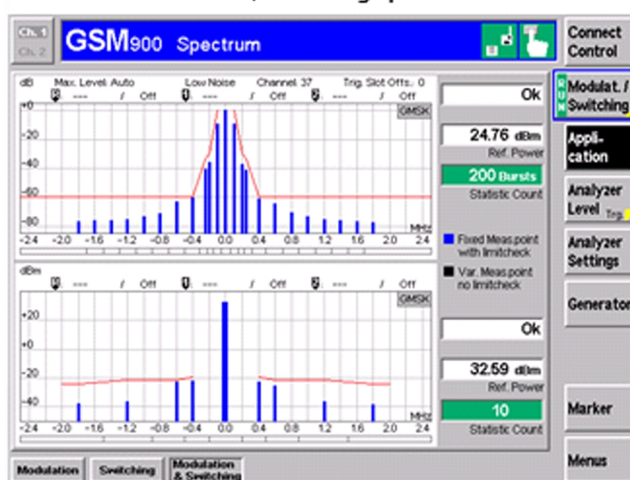 Ch. 1
Ch. 2
GSM900 Spectrum
Connect
Control
dB Max. Level: Auto Low Noise Channel: 37 Trig. Slot Offs.: 0
--- / Off --- / Off --- / Off
GMSK
+0
-20
-40
-60
-80
MHz
-2.4 -2.0 -1.6 -1.2 -0.8 -0.4 0.0 0.4 0.8 1.2 1.6 2.0 2.4
Ok
24.76 dBm
Ref. Power
200 Bursts
Statistic Count
Fixed Meas.point
with limitcheck
Var. Meas.point
no limitcheck
dBm
--- / Off --- / Off --- / Off
GMSK
+20
+0
-20
-40
MHz
-2.4 -2.0 -1.6 -1.2 -0.8 -0.4 0.0 0.4 0.8 1.2 1.6 2.0 2.4
Ok
32.59 dBm
Ref. Power
10
Statistic Count
RUN
Modulat. /
Switching
Appli-
cation
Analyzer
Level Trg.
Analyzer
Settings
Generator
Marker
Menus
Modulation
Switching
Modulation
& Switching